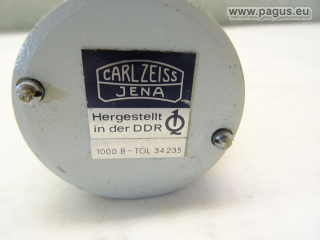 www.pagus.eu
CARL ZEISS
JENA
Hergestellt
in der DDR
1000 B-TGL 34235